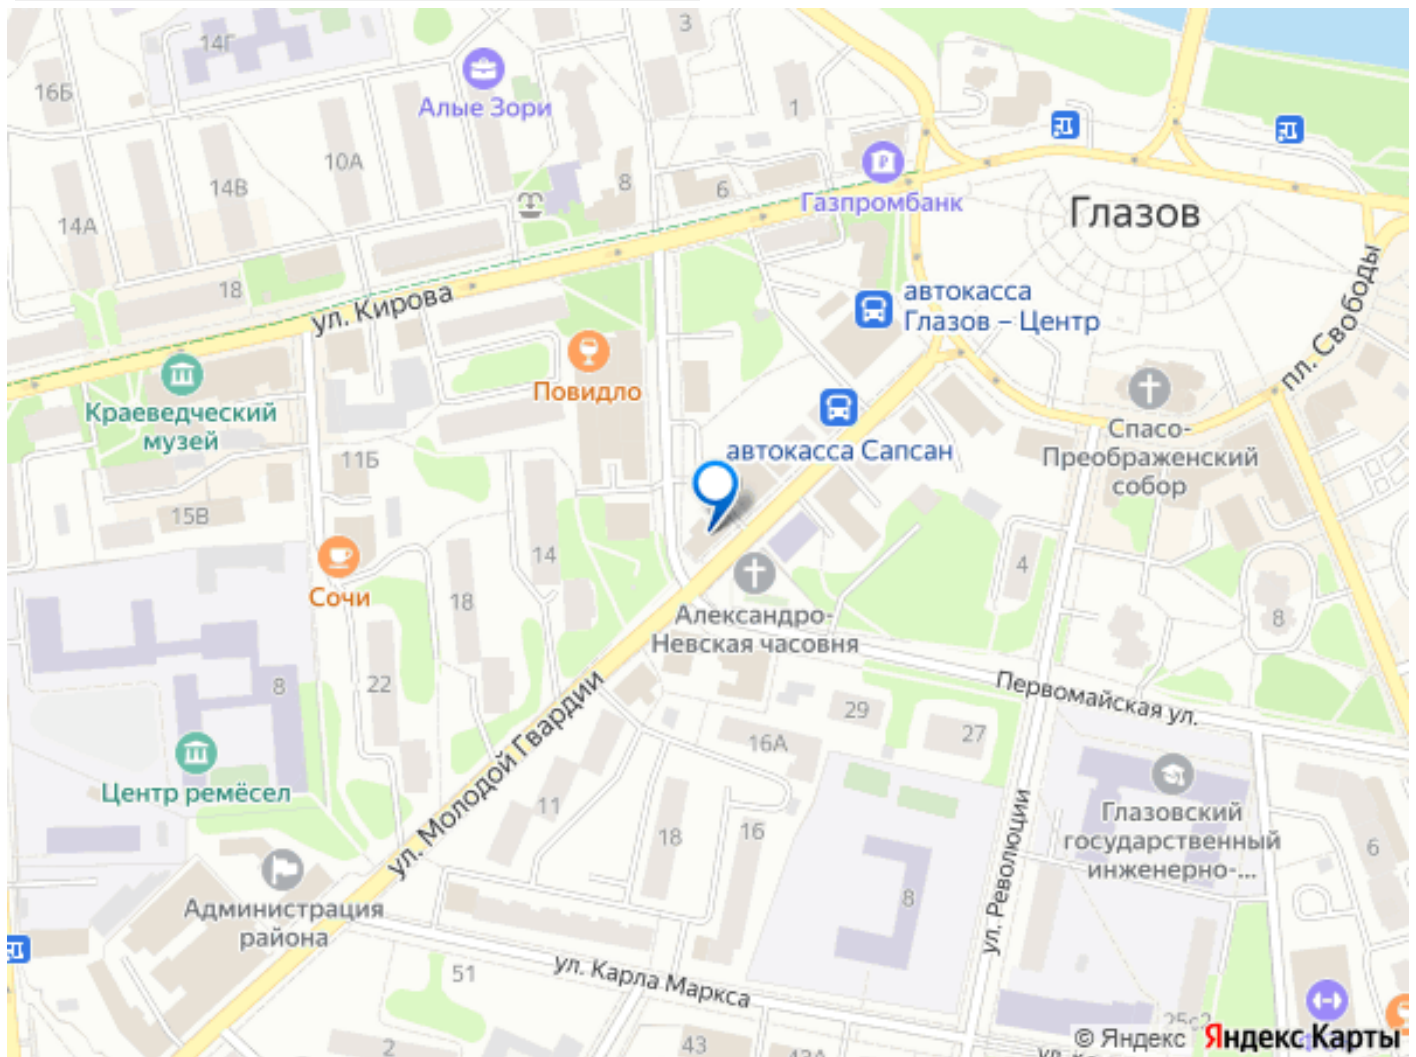 3
14Г
16Б
Алые Зори
1
10А
14В
8
6
Газпромбанк
Глазов
14А
18
ул. Кирова
автокасса
Глазов – Центр
пл. Свободы
Повидло
Краеведческий
музей
11Б
15В
автокасса Сапсан
Спасо-
Преображенский
собор
14
4
Сочи
18
Александро-
Невская часовня
8
22
8
Первомайская ул.
29
27
16А
Центр ремёсел
ул. Молодой Гвардии
11
18
16
Глазовский
государственный
инженерно-...
6
8
ул. Революции
Администрация
района
51
ул. Карла Маркса
2
43
43А
25с2
© Яндекс
Яндекс Карты